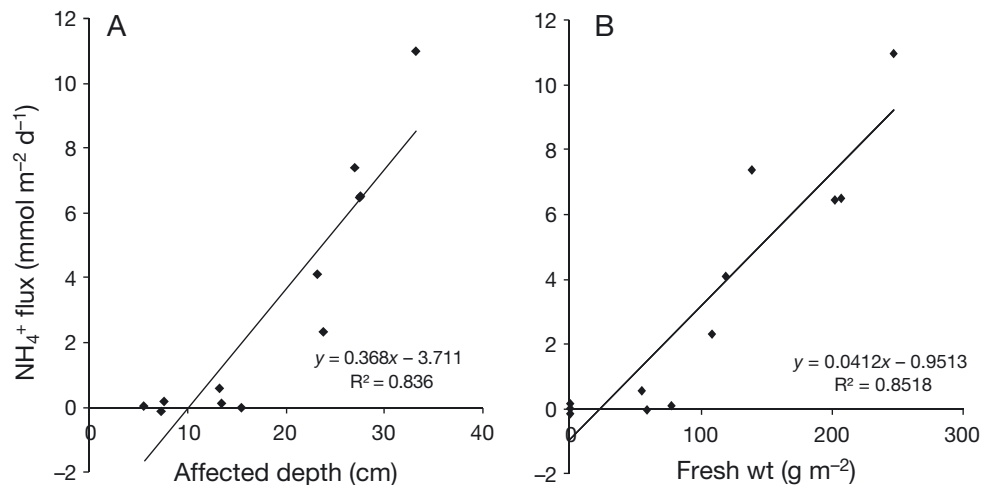 A
12
10
8
6
4
2
0
−2
NH₄⁺ flux (mmol m⁻² d⁻¹)
0
10
20
30
40
Affected depth (cm)
y = 0.368x − 3.711
R² = 0.836
B
12
10
8
6
4
2
0
−2
0
100
200
300
Fresh wt (g m⁻²)
y = 0.0412x − 0.9513
R² = 0.8518